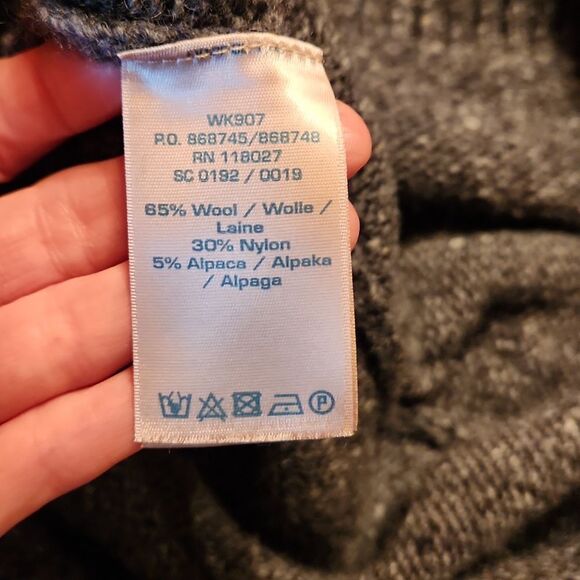 WK907
P.O. 868745/868748
RN 118027
SC 0192 / 0019
65% Wool / Wolle /
Laine
30% Nylon
5% Alpaca / Alpaka
/ Alpaga
P